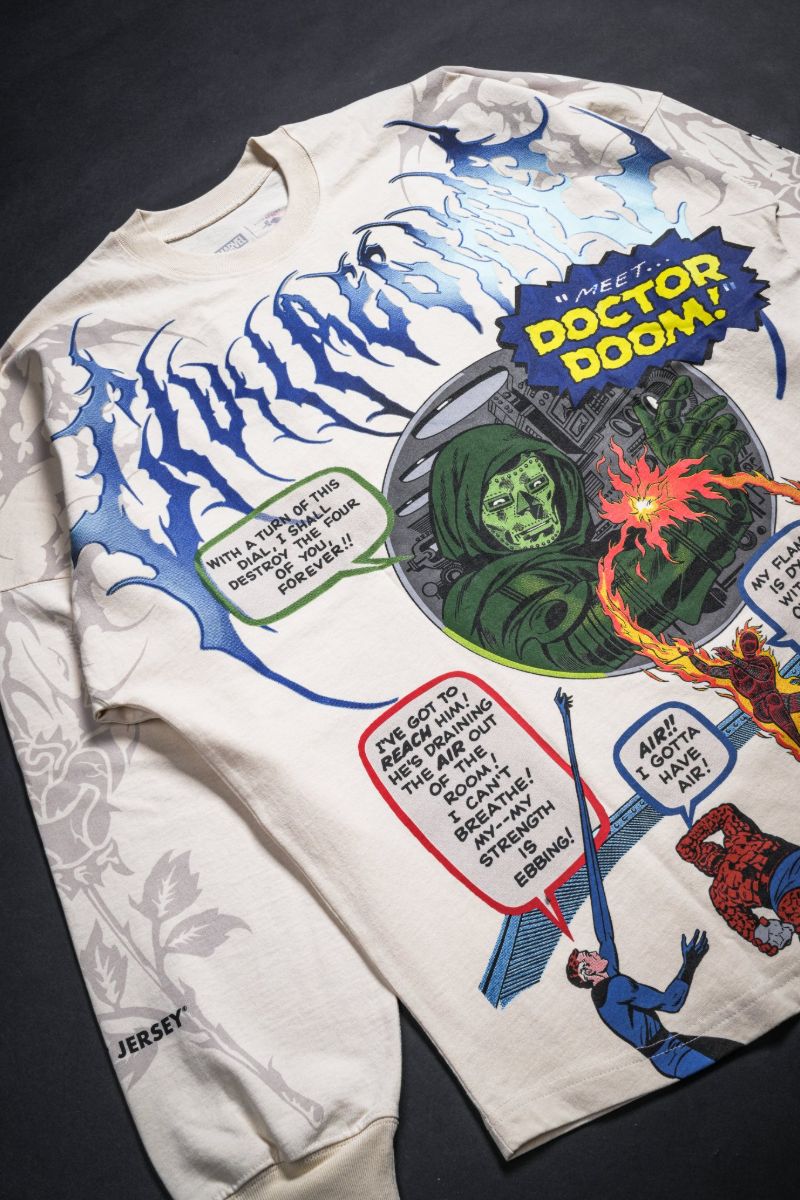 "MEET...
DOCTOR
DOOM!"
WITH A TURN OF THIS
DIAL, I SHALL
DESTROY THE FOUR
OF YOU,
FOREVER!!
MY FLAM
IS DY
WIT
I'VE GOT TO
REACH HIM!
HE'S DRAINING
THE AIR OUT
OF THE
ROOM!
I CAN'T
BREATHE!
MY--MY
STRENGTH
IS
EBBING!
AIR!!
I GOTTA
HAVE
AIR!
JERSEY®